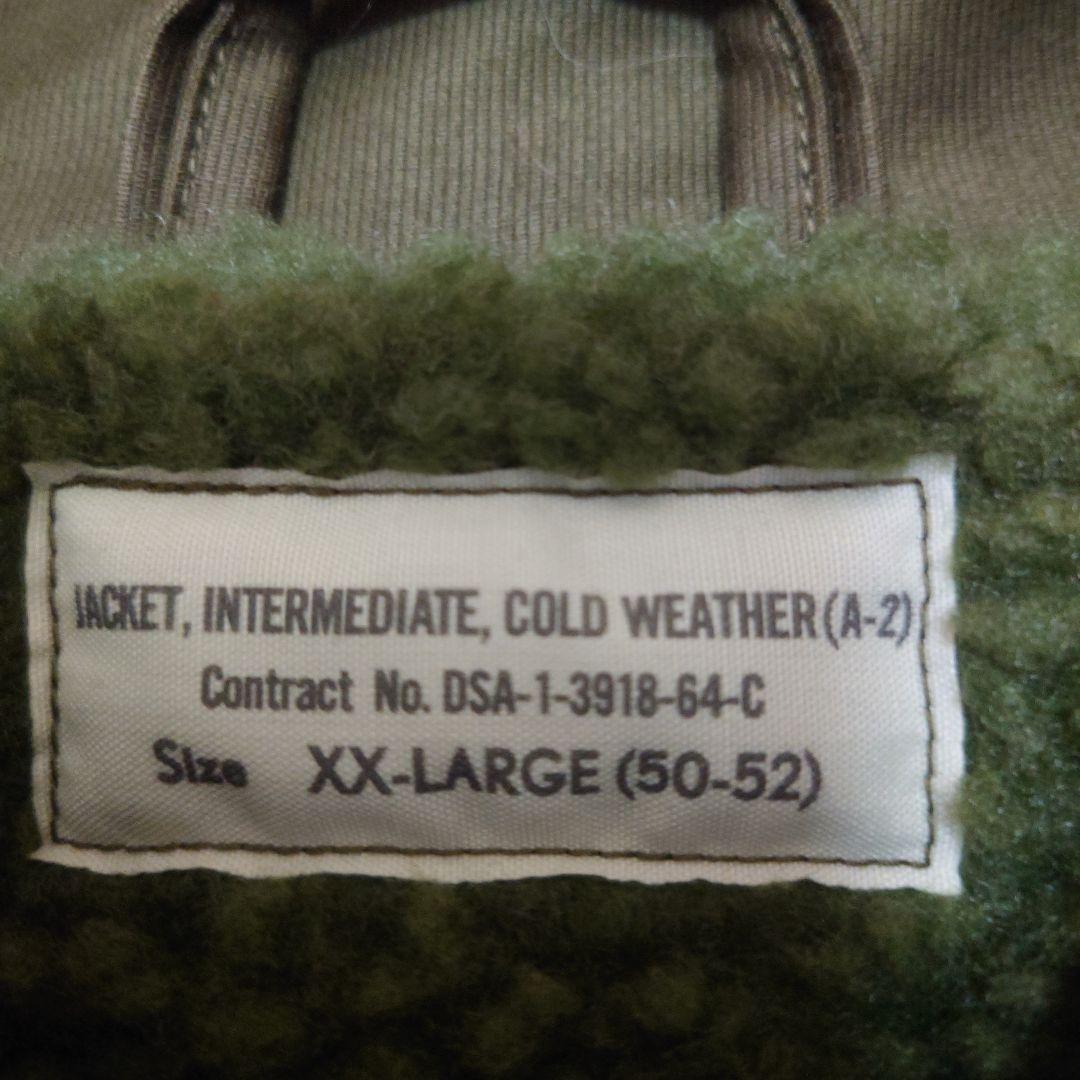 JACKET, INTERMEDIATE, COLD WEATHER (A-2)
Contract No. DSA-1-3918-64-C
Size XX-LARGE (50-52)